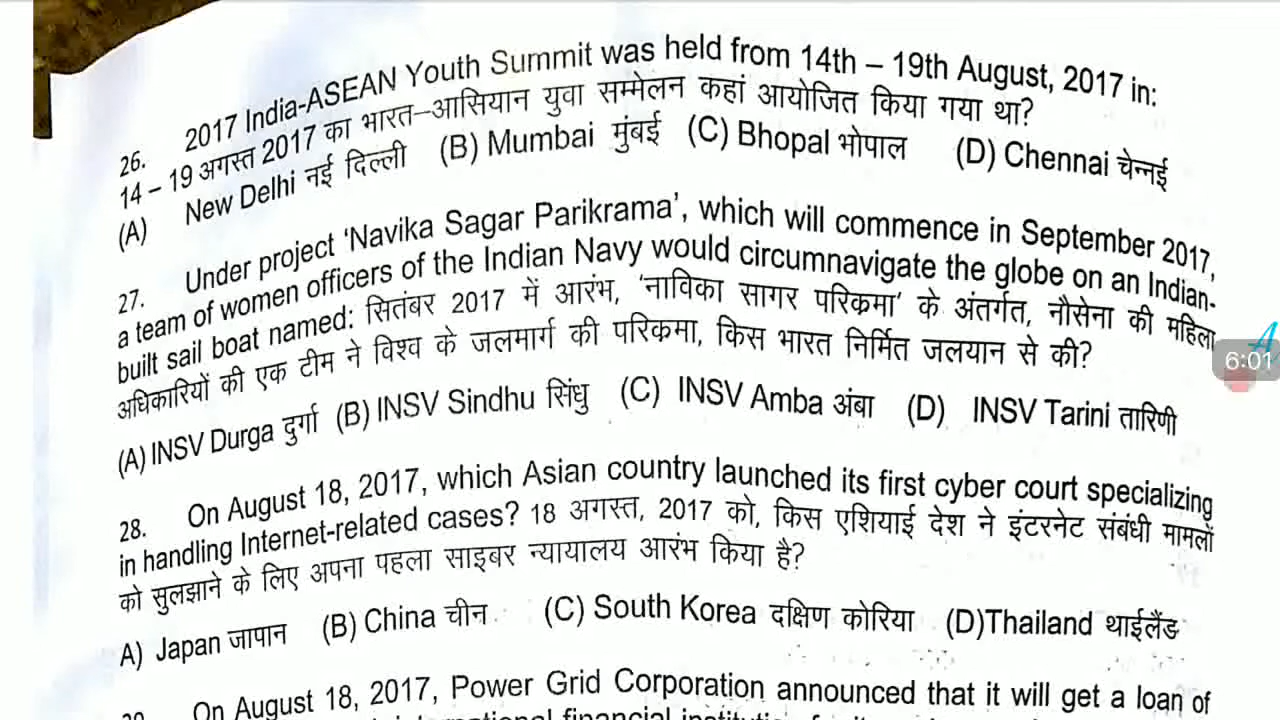 26. 2017 India-ASEAN Youth Summit was held from 14th – 19th August, 2017 in:
14 – 19 अगस्त 2017 का भारत–आसियान युवा सम्मेलन कहां आयोजित किया गया था?
(A) New Delhi नई दिल्ली (B) Mumbai मुंबई (C) Bhopal भोपाल (D) Chennai चेन्नई
27. Under project ‘Navika Sagar Parikrama’, which will commence in September 2017,
a team of women officers of the Indian Navy would circumnavigate the globe on an Indian-
built sail boat named: सितंबर 2017 में आरंभ, ‘नाविका सागर परिक्रमा’ के अंतर्गत, नौसेना की महिला
अधिकारियों की एक टीम ने विश्व के जलमार्ग की परिक्रमा, किस भारत निर्मित जलयान से की?
(A) INSV Durga दुर्गा (B) INSV Sindhu सिंधु (C) INSV Amba अंबा (D) INSV Tarini तारिणी
6:01
28. On August 18, 2017, which Asian country launched its first cyber court specializing
in handling Internet-related cases? 18 अगस्त, 2017 को, किस एशियाई देश ने इंटरनेट संबंधी मामलों
को सुलझाने के लिए अपना पहला साइबर न्यायालय आरंभ किया है?
A) Japan जापान (B) China चीन (C) South Korea दक्षिण कोरिया (D)Thailand थाईलैंड
On August 18, 2017, Power Grid Corporation announced that it will get a loan of
international financial